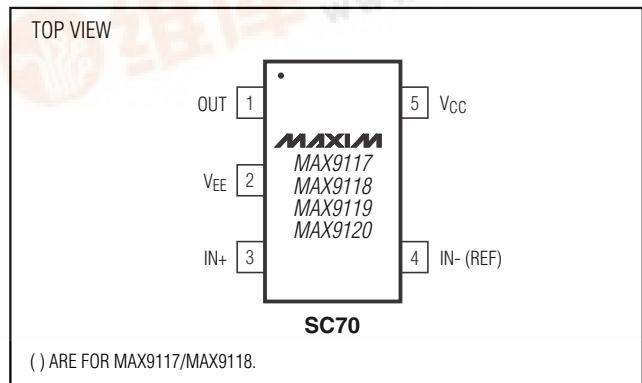 TOP VIEW
OUT 1
5 VCC
MAXIM
MAX9117
VEE 2
MAX9118
MAX9119
MAX9120
IN+ 3
4 IN- (REF)
SC70
( ) ARE FOR MAX9117/MAX9118.